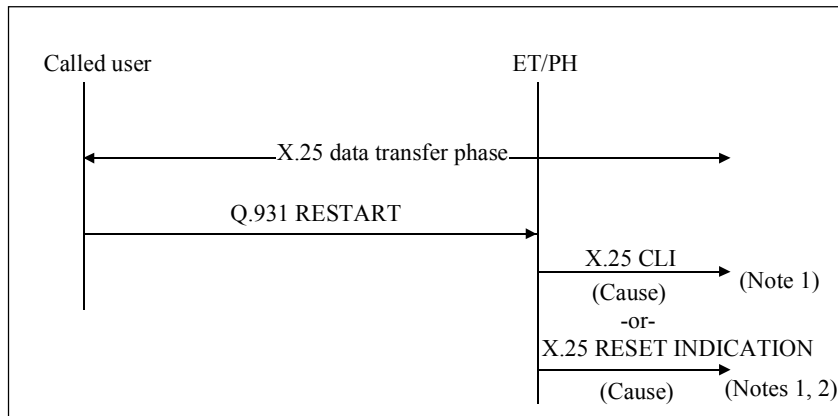 Called user
ET/PH
X.25 data transfer phase
Q.931 RESTART
X.25 CLI
(Cause)
(Note 1)
-or-
X.25 RESET INDICATION
(Cause)
(Notes 1, 2)